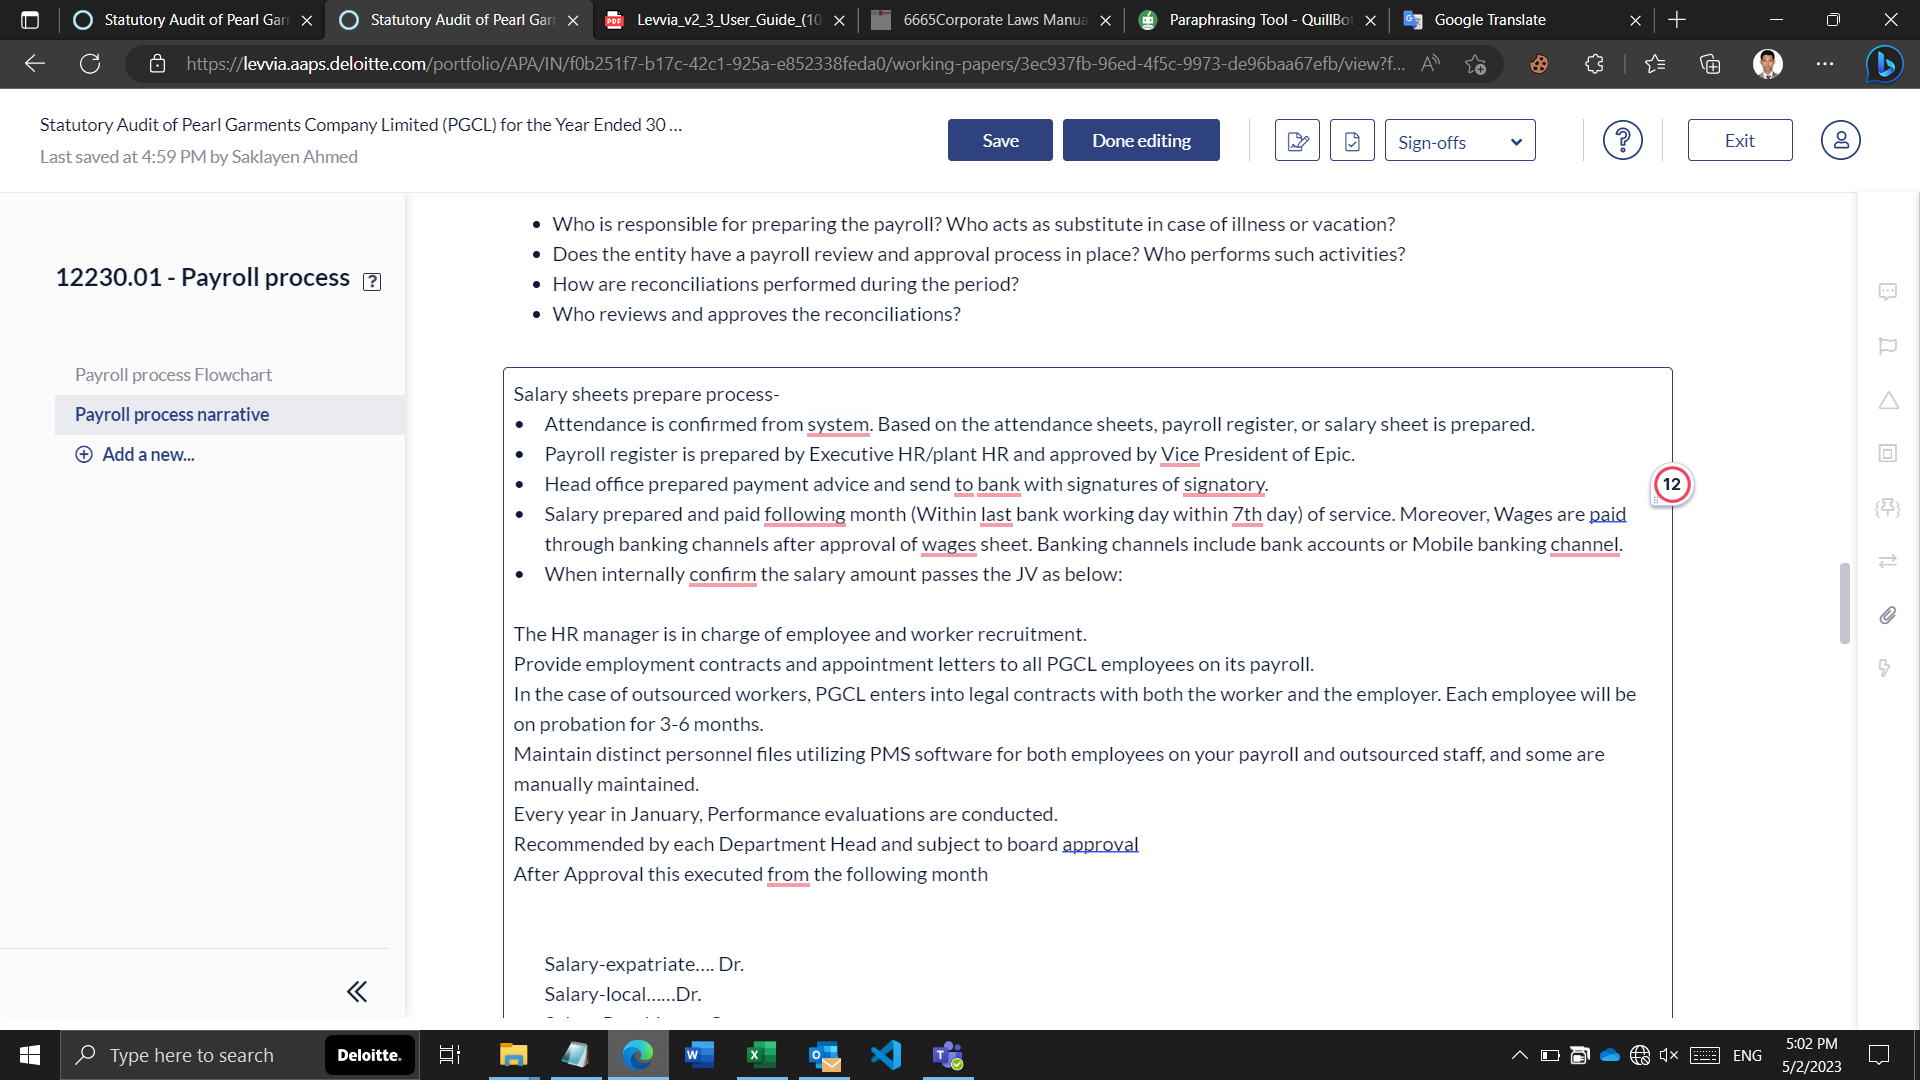 Statutory Audit of Pearl Gar
Statutory Audit of Pearl Gar
Levvia_v2_3_User_Guide_(10
6665Corporate Laws Manua
Paraphrasing Tool - QuillBot
Google Translate
https://levvia.aaps.deloitte.com/portfolio/APA/IN/f0b251f7-b17c-42c1-925a-e852338feda0/working-papers/3ec937fb-96ed-4f5c-9973-de96baa67efb/view?f...
Statutory Audit of Pearl Garments Company Limited (PGCL) for the Year Ended 30 ...
Last saved at 4:59 PM by Saklayen Ahmed
Save
Done editing
Sign-offs
?
Exit
12230.01 - Payroll process ?
Payroll process Flowchart
Payroll process narrative
Add a new...
• Who is responsible for preparing the payroll? Who acts as substitute in case of illness or vacation?
• Does the entity have a payroll review and approval process in place? Who performs such activities?
• How are reconciliations performed during the period?
• Who reviews and approves the reconciliations?
Salary sheets prepare process-
• Attendance is confirmed from system. Based on the attendance sheets, payroll register, or salary sheet is prepared.
• Payroll register is prepared by Executive HR/plant HR and approved by Vice President of Epic.
• Head office prepared payment advice and send to bank with signatures of signatory.
12
• Salary prepared and paid following month (Within last bank working day within 7th day) of service. Moreover, Wages are paid
through banking channels after approval of wages sheet. Banking channels include bank accounts or Mobile banking channel.
• When internally confirm the salary amount passes the JV as below:
The HR manager is in charge of employee and worker recruitment.
Provide employment contracts and appointment letters to all PGCL employees on its payroll.
In the case of outsourced workers, PGCL enters into legal contracts with both the worker and the employer. Each employee will be
on probation for 3-6 months.
Maintain distinct personnel files utilizing PMS software for both employees on your payroll and outsourced staff, and some are
manually maintained.
Every year in January, Performance evaluations are conducted.
Recommended by each Department Head and subject to board approval
After Approval this executed from the following month
Salary-expatriate.... Dr.
Salary-local......Dr.
Type here to search
Deloitte.
ENG
5:02 PM
5/2/2023